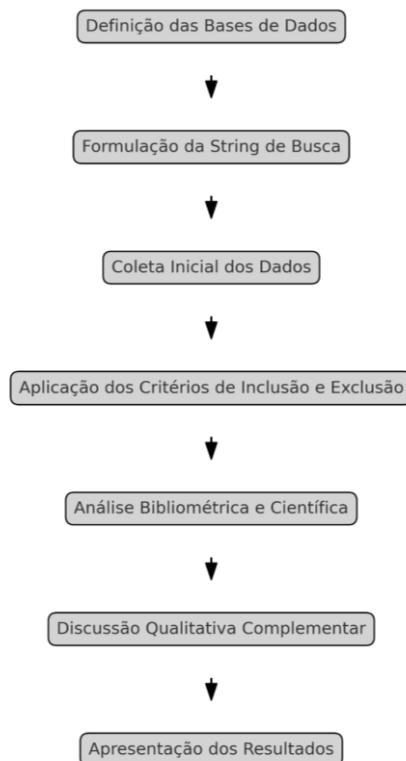 Definição das Bases de Dados
Formulação da String de Busca
Coleta Inicial dos Dados
Aplicação dos Critérios de Inclusão e Exclusão
Análise Bibliométrica e Científica
Discussão Qualitativa Complementar
Apresentação dos Resultados